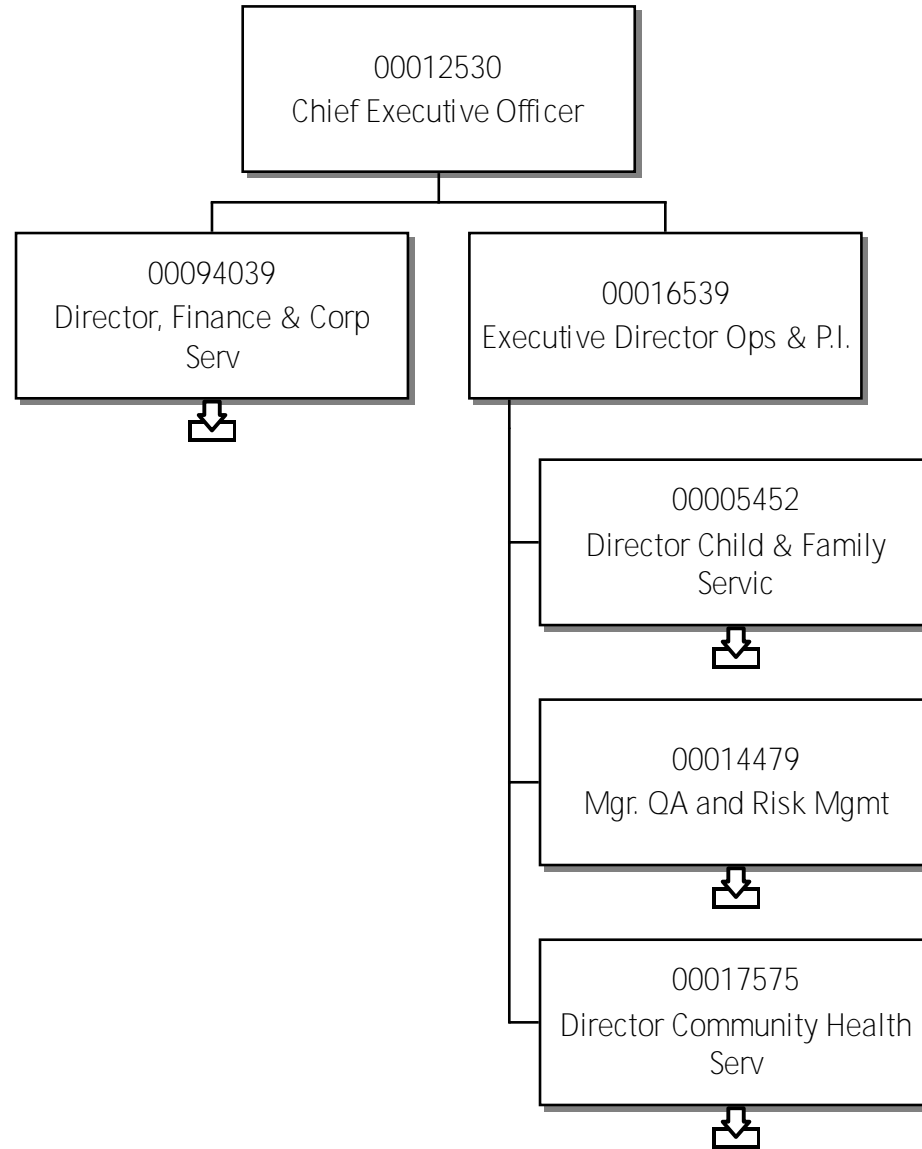 00012530
Chief Executive Officer
00094039
Director, Finance & Corp
Serv
00016539
Executive Director Ops & P.I.
00005452
Director Child & Family
Servic
00014479
Mgr. QA and Risk Mgmt
00017575
Director Community Health
Serv